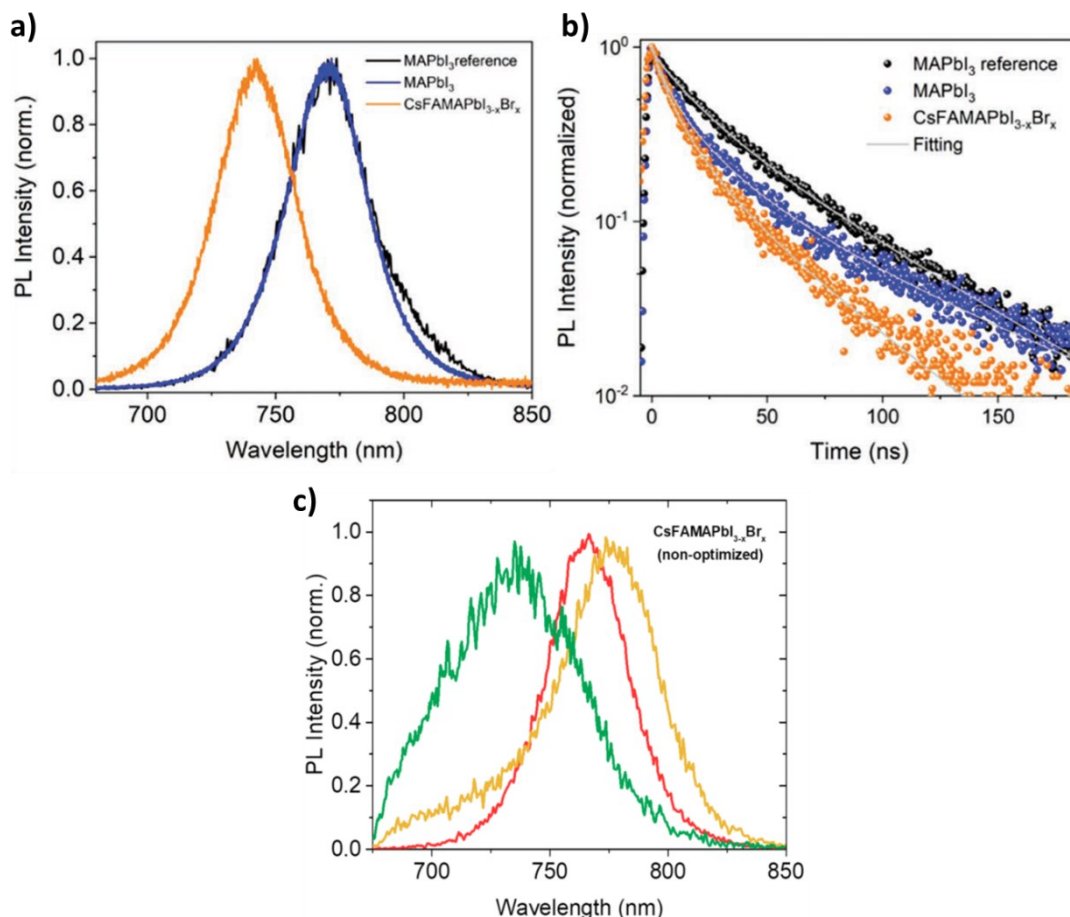 a)
PL Intensity (norm.)
1.0
0.8
0.6
0.4
0.2
0.0
MAPbI₃reference
MAPbI₃
CsFAMAPbI₃₋ₓBrₓ
700 750 800 850
Wavelength (nm)
b)
PL Intensity (normalized)
10⁰
10⁻¹
10⁻²
MAPbI₃ reference
MAPbI₃
CsFAMAPbI₃₋ₓBrₓ
Fitting
0 50 100 150
Time (ns)
c)
PL Intensity (norm.)
1.0
0.8
0.6
0.4
0.2
0.0
CsFAMAPbI₃₋ₓBrₓ
(non-optimized)
700 750 800 850
Wavelength (nm)